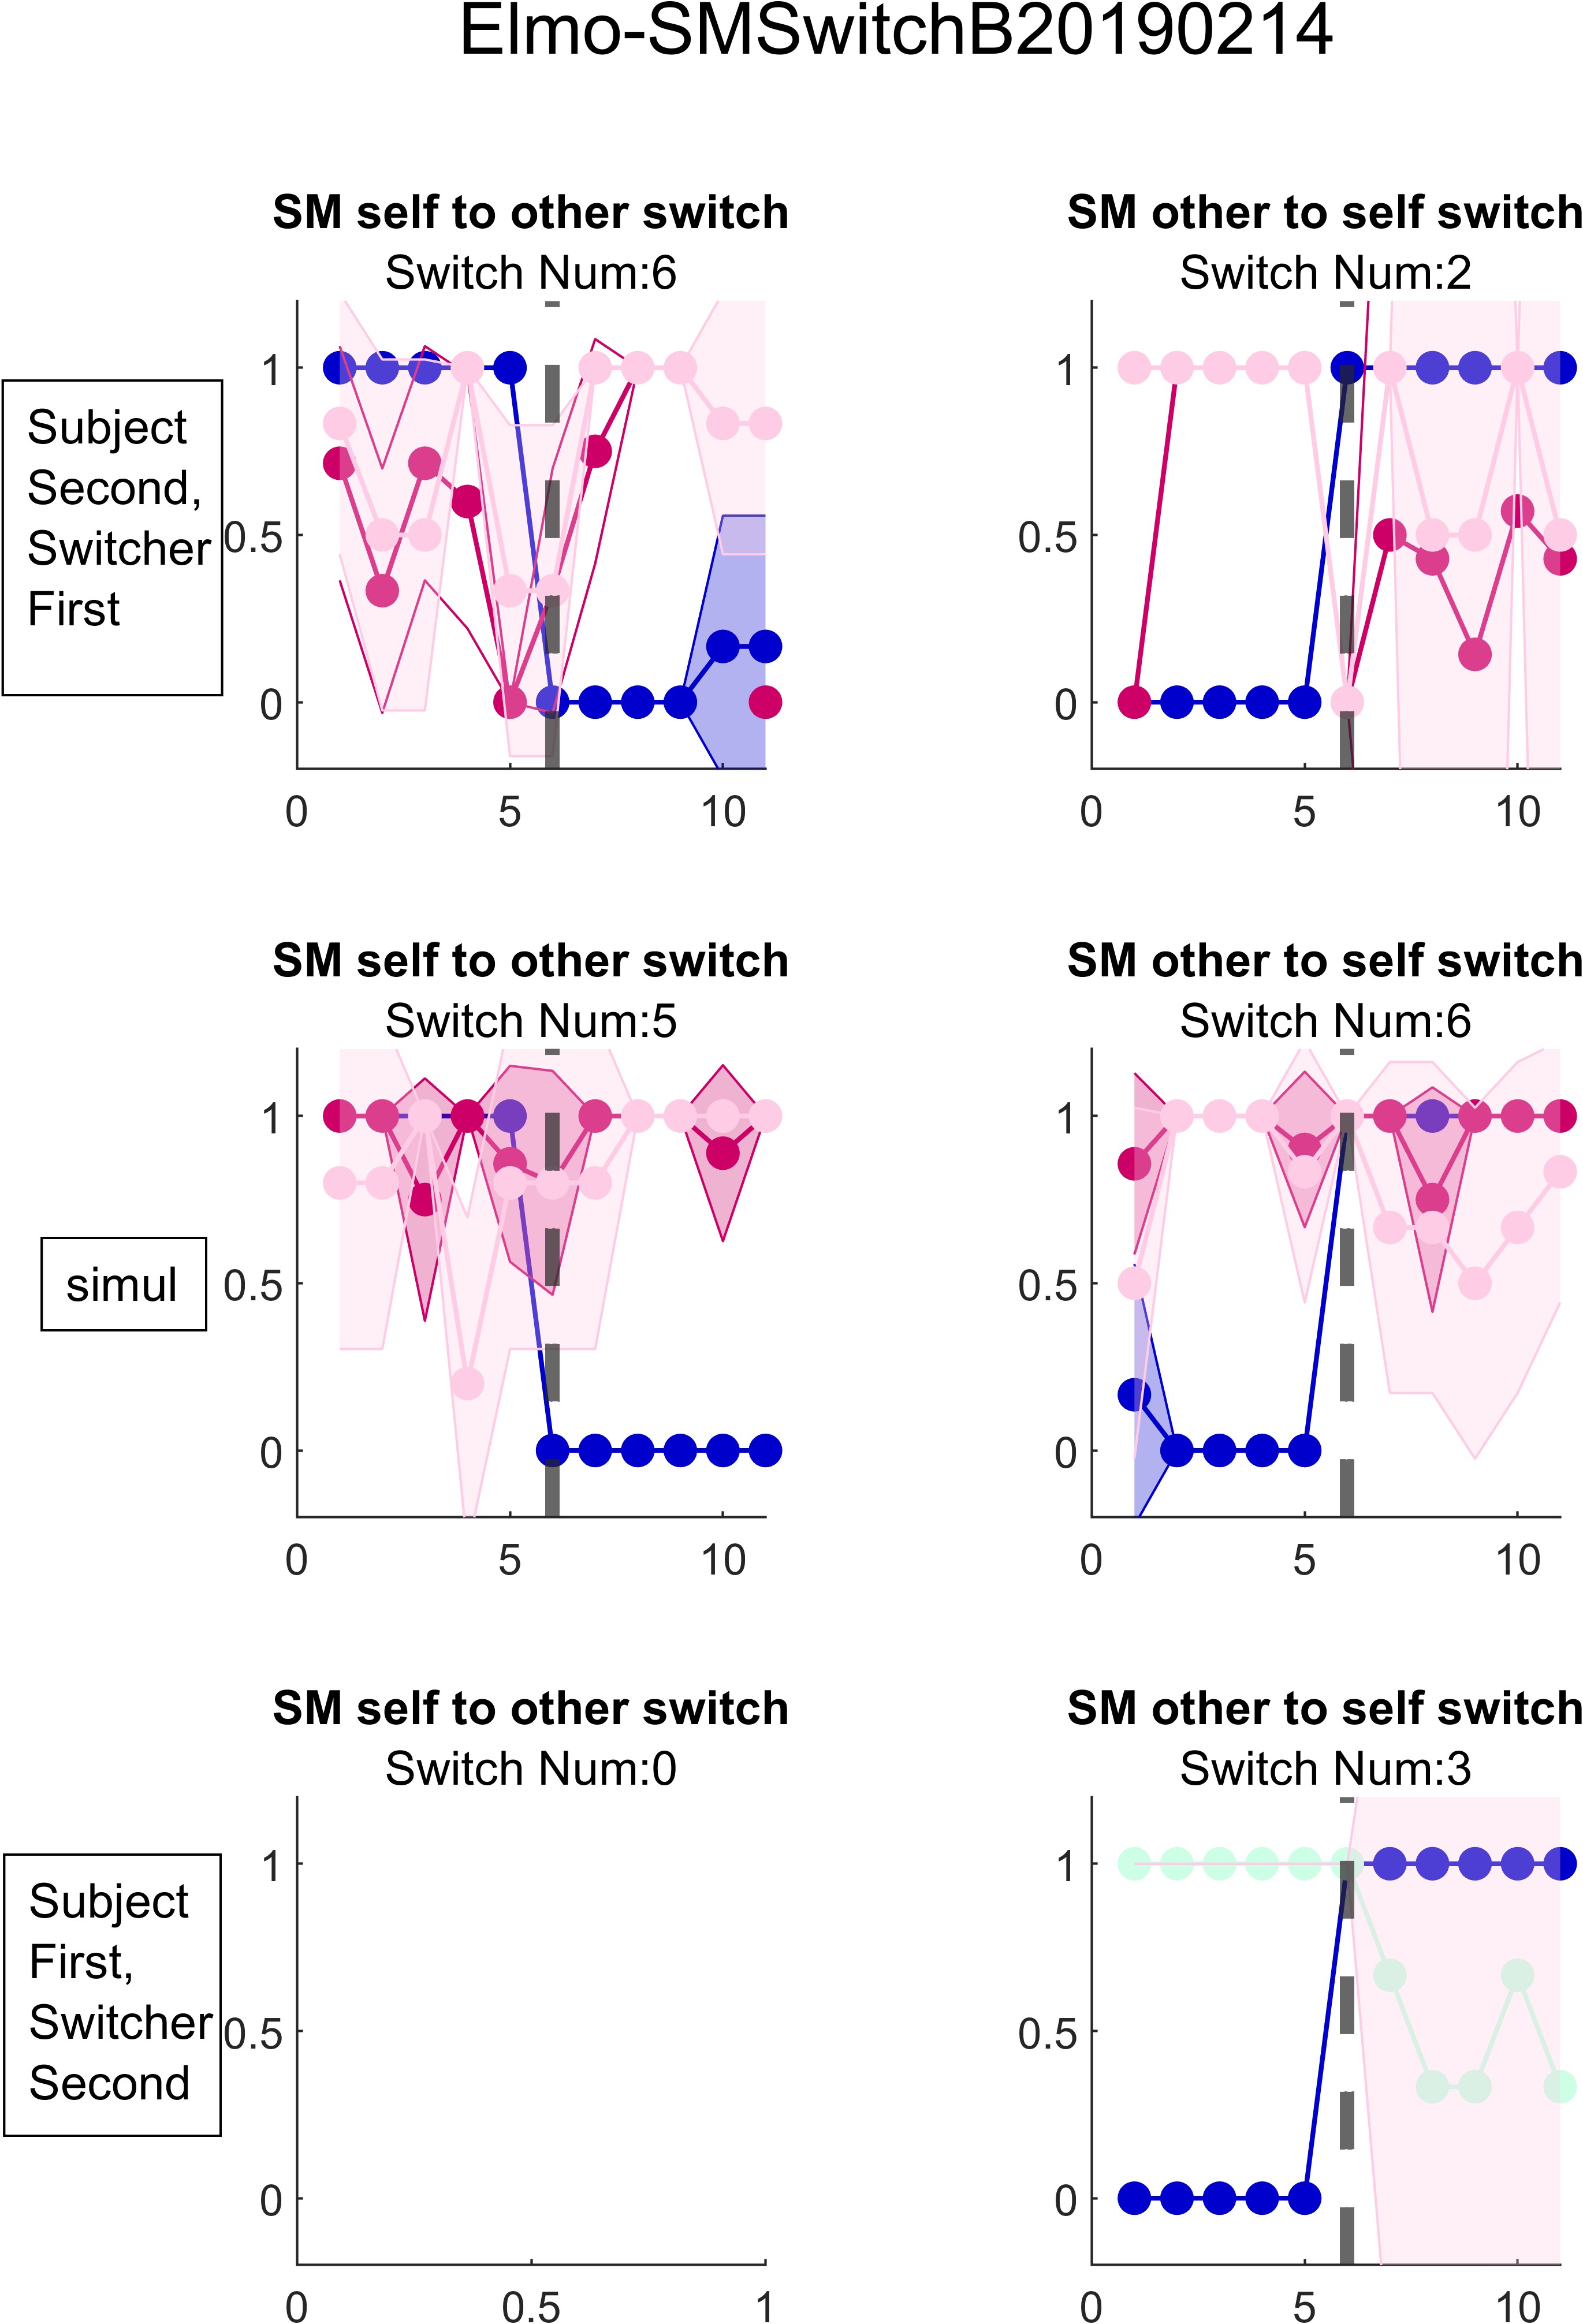 Elmo-SMSwitchB20190214
SM self to other switch
Switch Num:6
SM other to self switch
Switch Num:2
Subject
Second,
Switcher
First
1
0.5
0
0
5
10
1
0.5
0
0
5
10
SM self to other switch
Switch Num:5
SM other to self switch
Switch Num:6
simul
1
0.5
0
0
5
10
1
0.5
0
0
5
10
SM self to other switch
Switch Num:0
SM other to self switch
Switch Num:3
Subject
First,
Switcher
Second
1
0.5
0
0
0.5
1
1
0.5
0
0
5
10